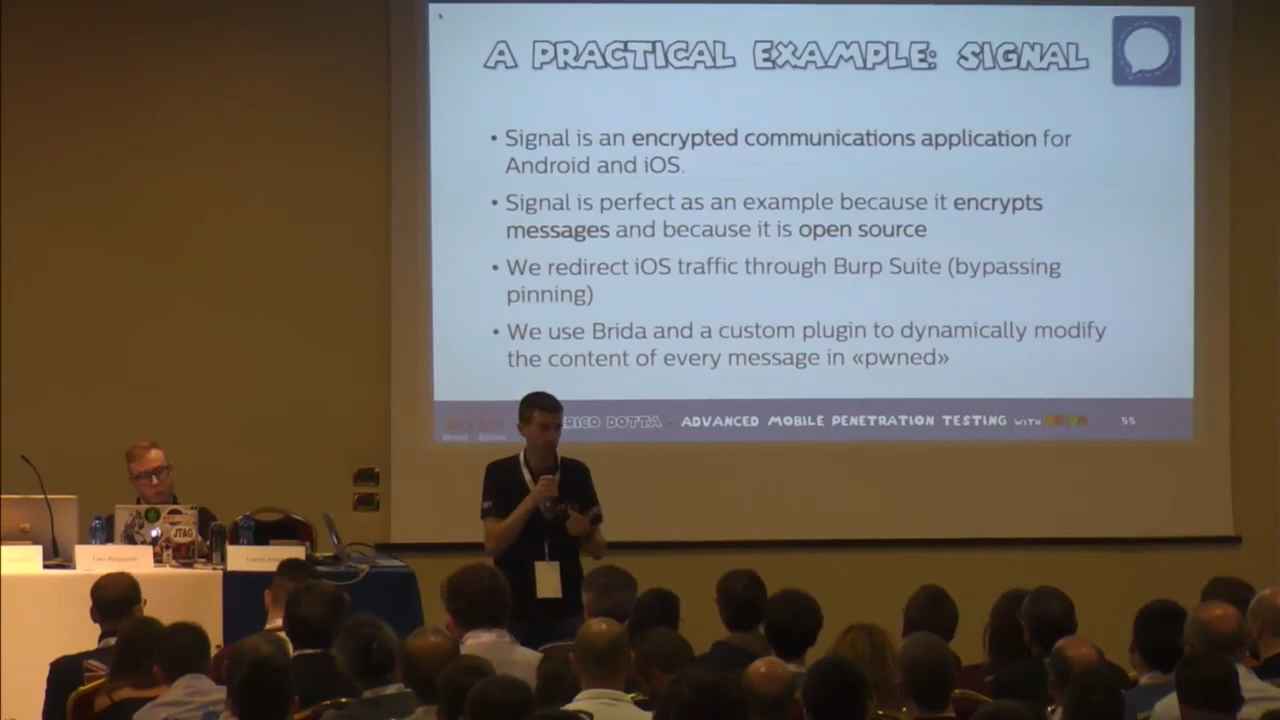 A PRACTICAL EXAMPLE: SIGNAL
• Signal is an encrypted communications application for
Android and iOS.
• Signal is perfect as an example because it encrypts
messages and because it is open source
• We redirect iOS traffic through Burp Suite (bypassing
pinning)
• We use Brida and a custom plugin to dynamically modify
the content of every message in «pwned»
RICO DOTTA - ADVANCED MOBILE PENETRATION TESTING WITH BRIDA 55
JTAG